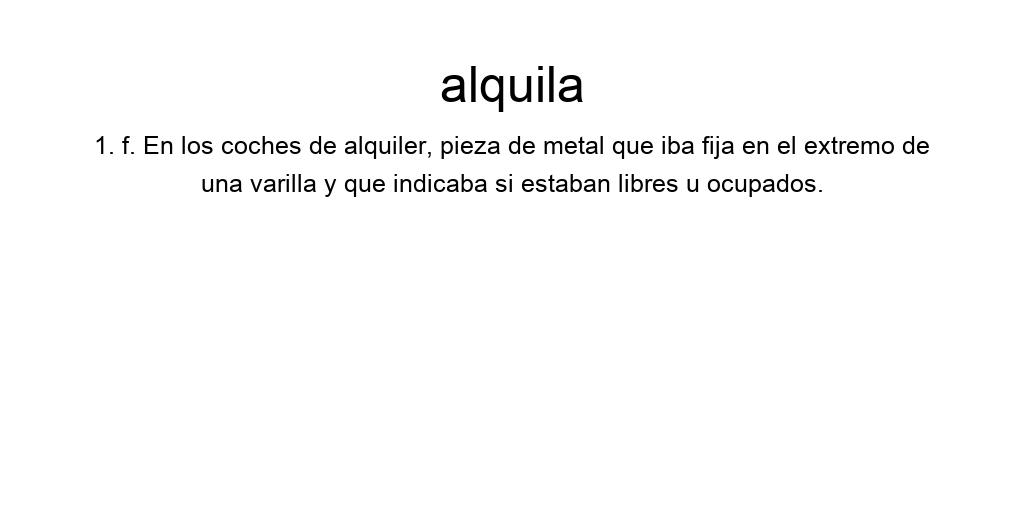 alquila
1. f. En los coches de alquiler, pieza de metal que iba fija en el extremo de
una varilla y que indicaba si estaban libres u ocupados.